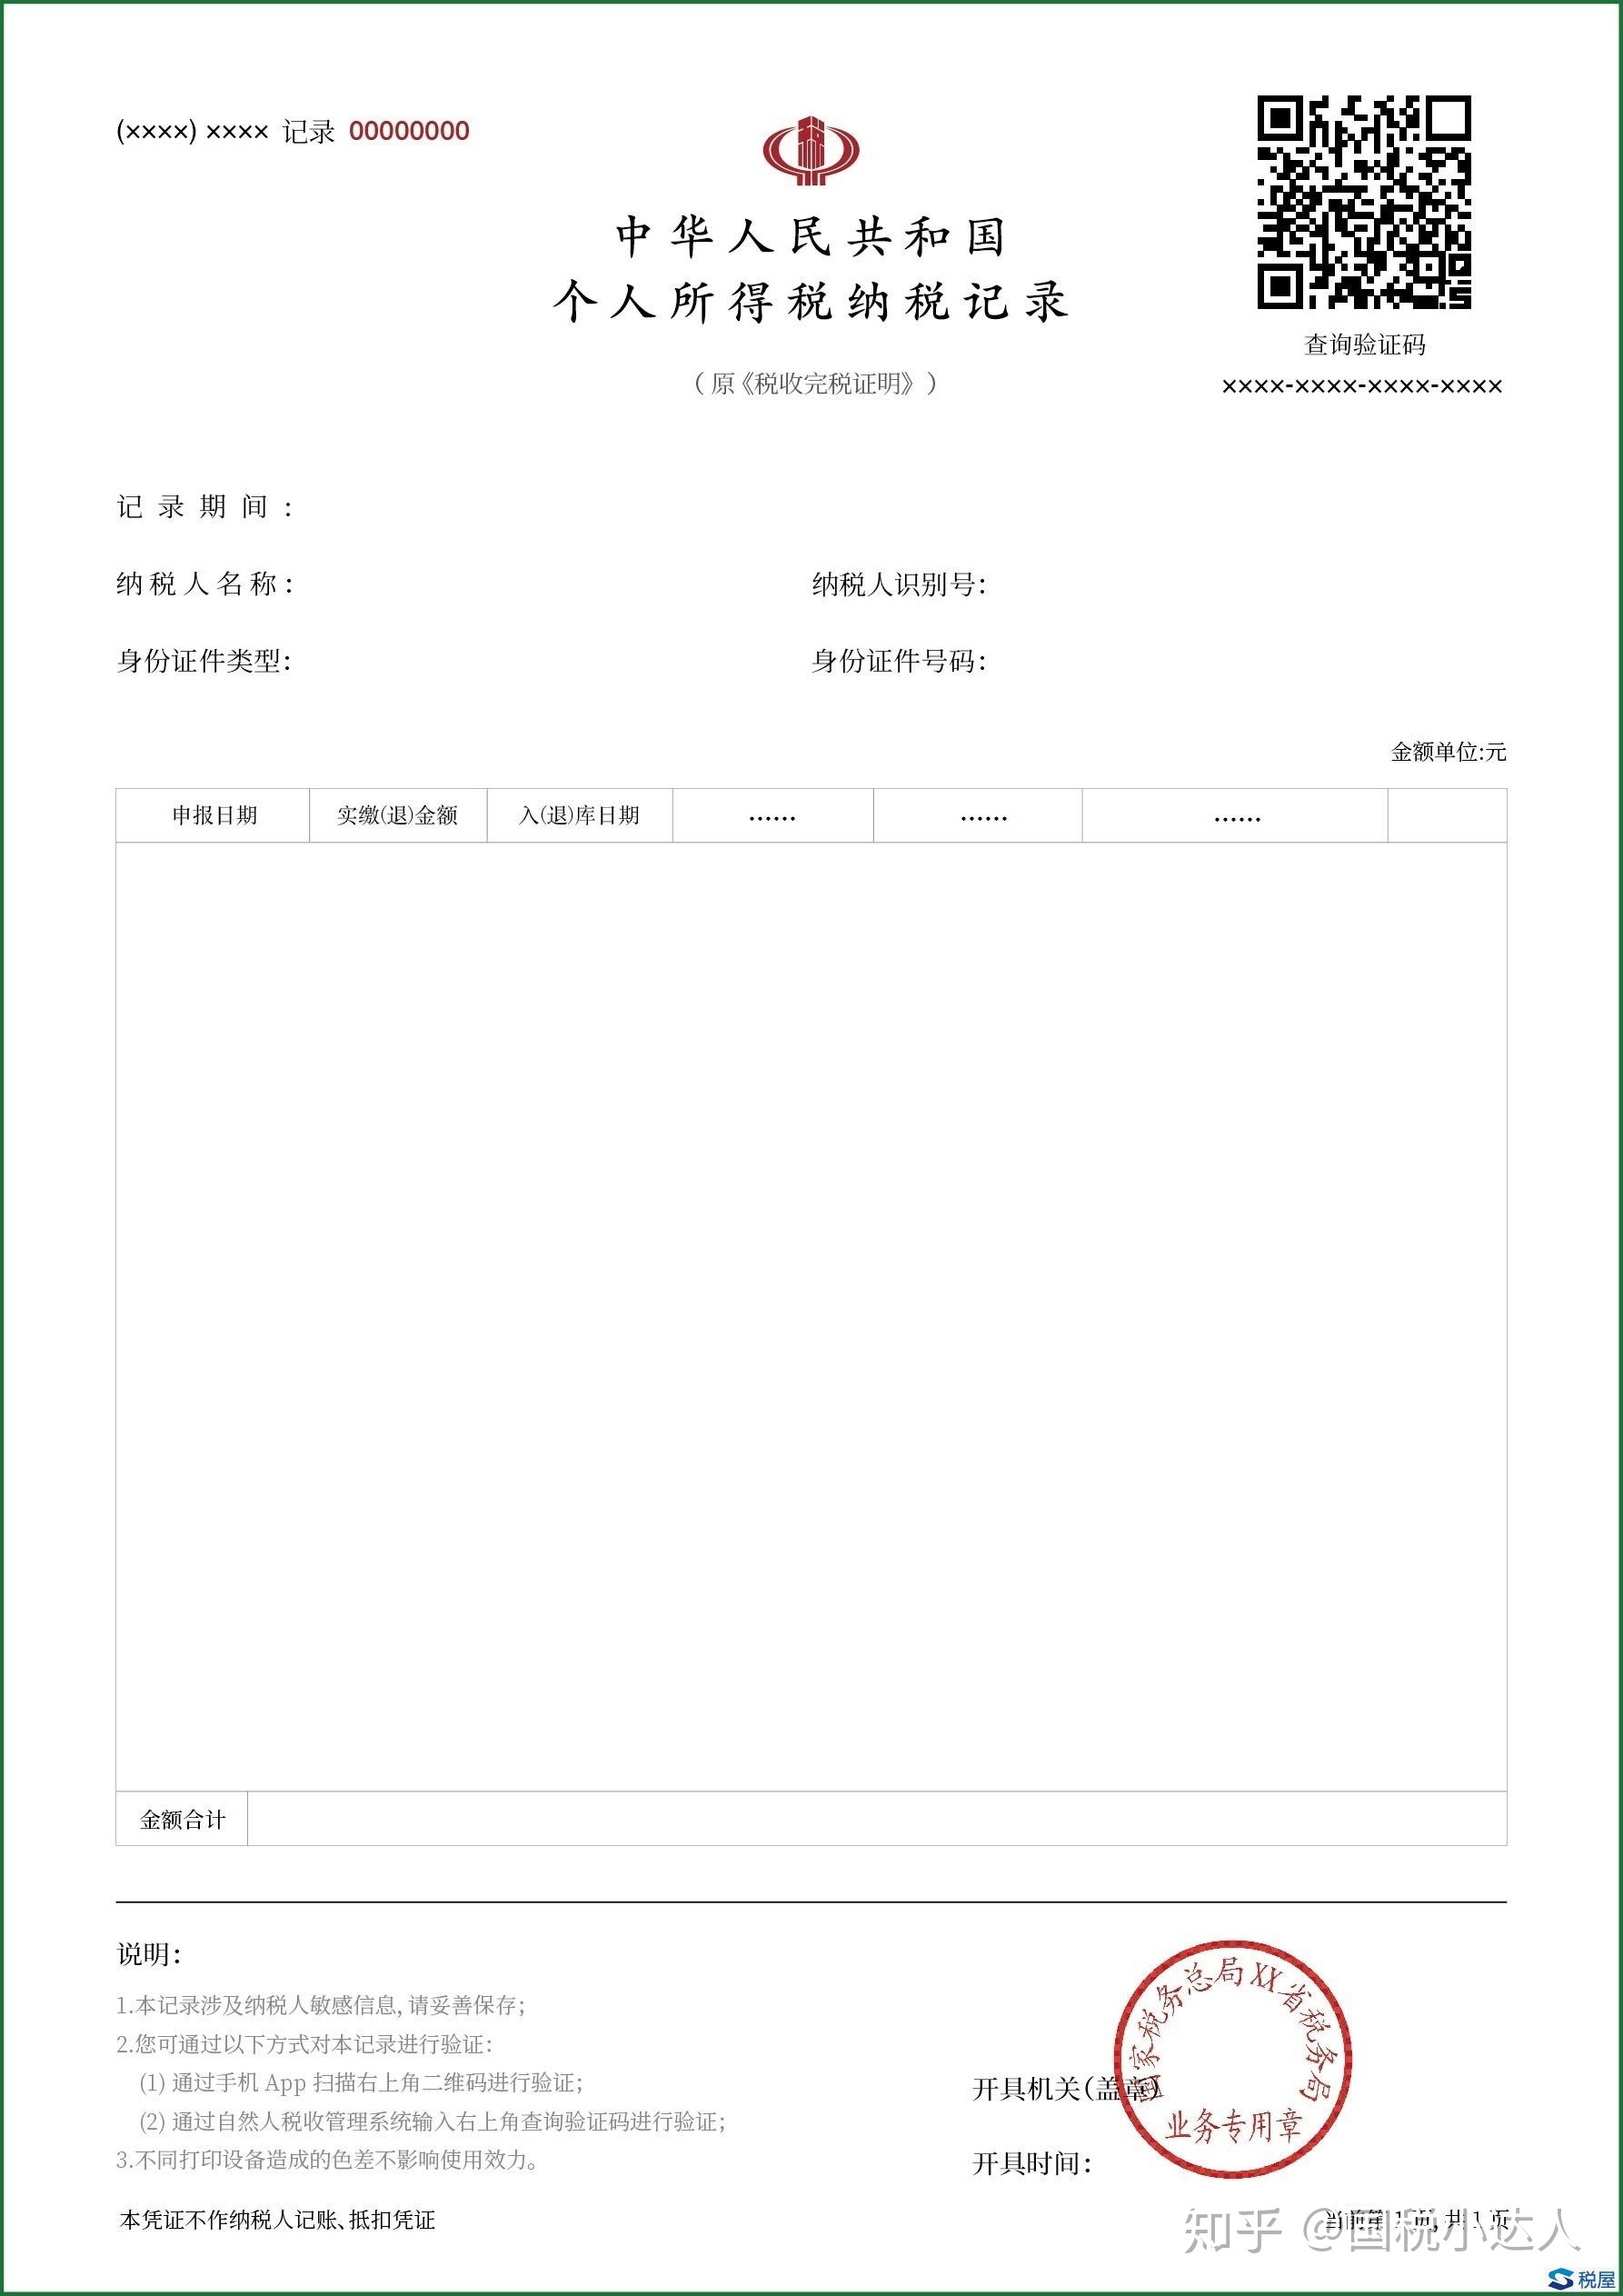 (××××) ×××× 记录 00000000
中华人民共和国
个人所得税纳税记录
（原《税收完税证明》）
查询验证码
××××-××××-××××-××××
记录期间：
纳税人名称： 纳税人识别号：
身份证件类型： 身份证件号码：
金额单位:元
申报日期 实缴(退)金额 入(退)库日期 …… …… ……
金额合计
说明：
1.本记录涉及纳税人敏感信息，请妥善保存；
2.您可通过以下方式对本记录进行验证：
(1) 通过手机 App 扫描右上角二维码进行验证；
(2) 通过自然人税收管理系统输入右上角查询验证码进行验证；
3.不同打印设备造成的色差不影响使用效力。
开具机关（盖章）
开具时间：
国家税务总局XX省税务局
业务专用章
本凭证不作纳税人记账、抵扣凭证
当前第 1 页，共 1 页
知乎 @国税小达人
税屋